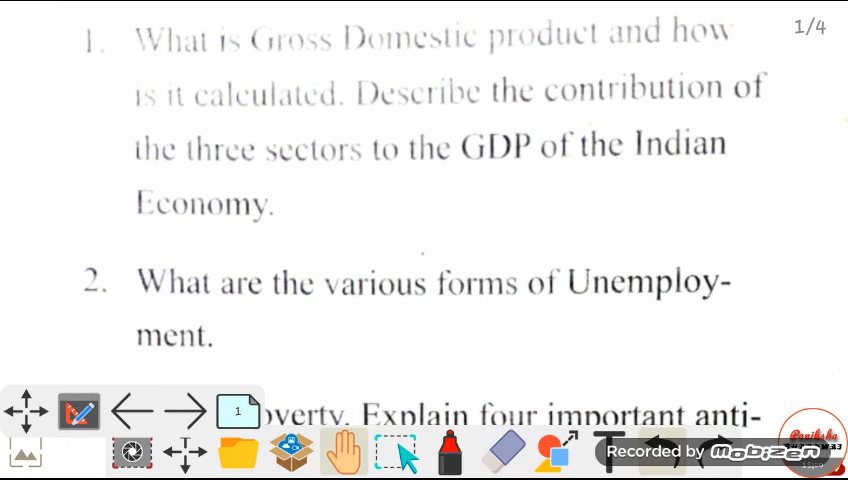 1/4
1. What is Gross Domestic product and how
is it calculated. Describe the contribution of
the three sectors to the GDP of the Indian
Economy.
2. What are the various forms of Unemploy-
ment.
overty. Explain four important anti-
1
Recorded by mobizen
Pariksha